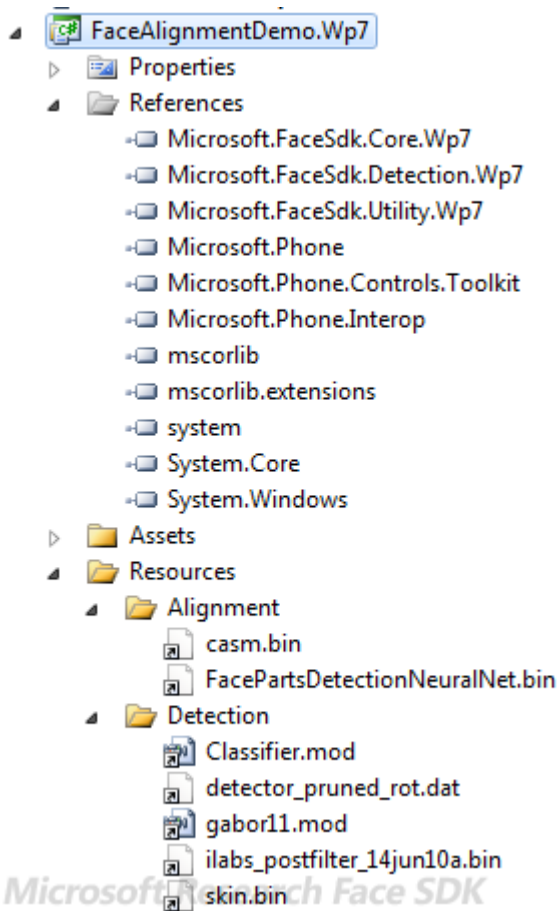 FaceAlignmentDemo.Wp7
Properties
References
Microsoft.FaceSdk.Core.Wp7
Microsoft.FaceSdk.Detection.Wp7
Microsoft.FaceSdk.Utility.Wp7
Microsoft.Phone
Microsoft.Phone.Controls.Toolkit
Microsoft.Phone.Interop
mscorlib
mscorlib.extensions
system
System.Core
System.Windows
Assets
Resources
Alignment
casm.bin
FacePartsDetectionNeuralNet.bin
Detection
Classifier.mod
detector_pruned_rot.dat
gabor11.mod
ilabs_postfilter_14jun10a.bin
skin.bin
Microsoft Research Face SDK